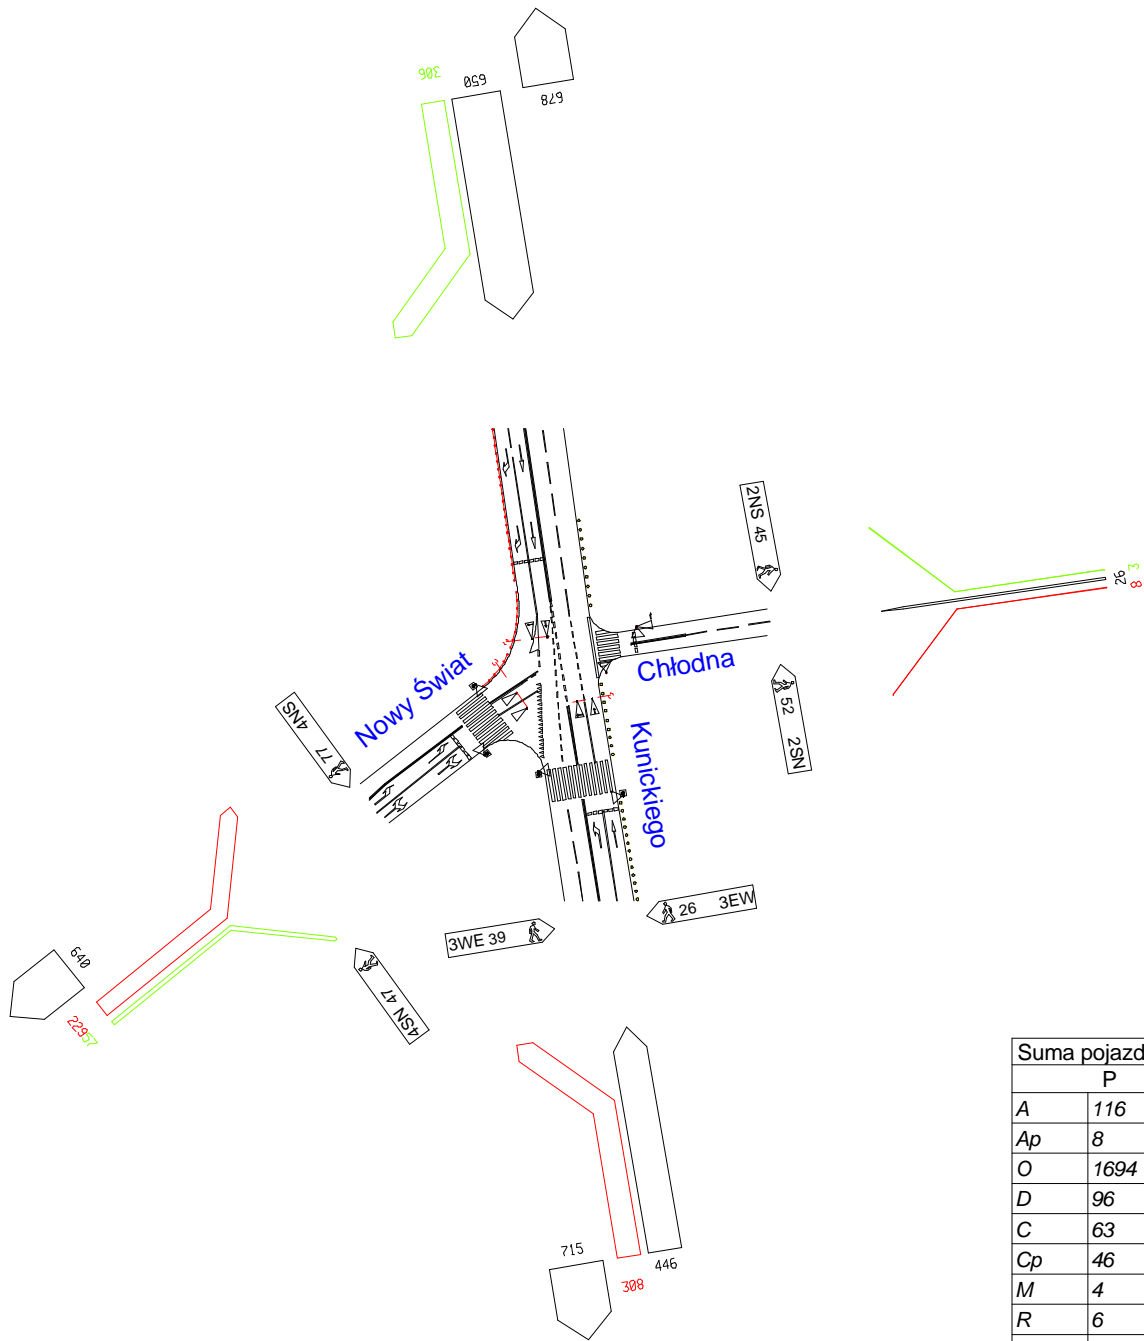 306
650
678
2NS 45
3
26
8
Nowy Świat
Chłodna
Kunickiego
77 4NS
52 2SN
26 3EW
3WE 39
4SN 47
640
229
57
715
308
446
Suma pojazd
P
A 116
Ap 8
O 1694
D 96
C 63
Cp 46
M 4
R 6